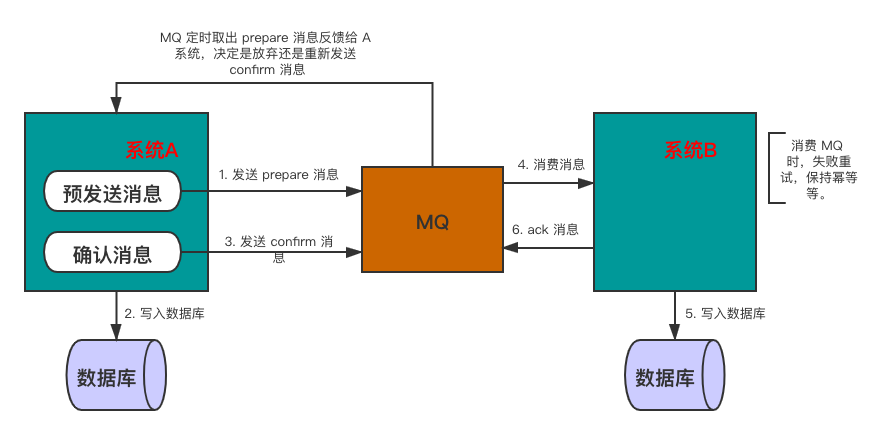 MQ 定时取出 prepare 消息反馈给 A
系统，决定是放弃还是重新发送
confirm 消息
系统A
预发送消息
确认消息
1. 发送 prepare 消息
3. 发送 confirm 消
息
2. 写入数据库
数据库
MQ
4. 消费消息
6. ack 消息
系统B
消费 MQ
时，失败重
试，保持幂等
等。
5. 写入数据库
数据库